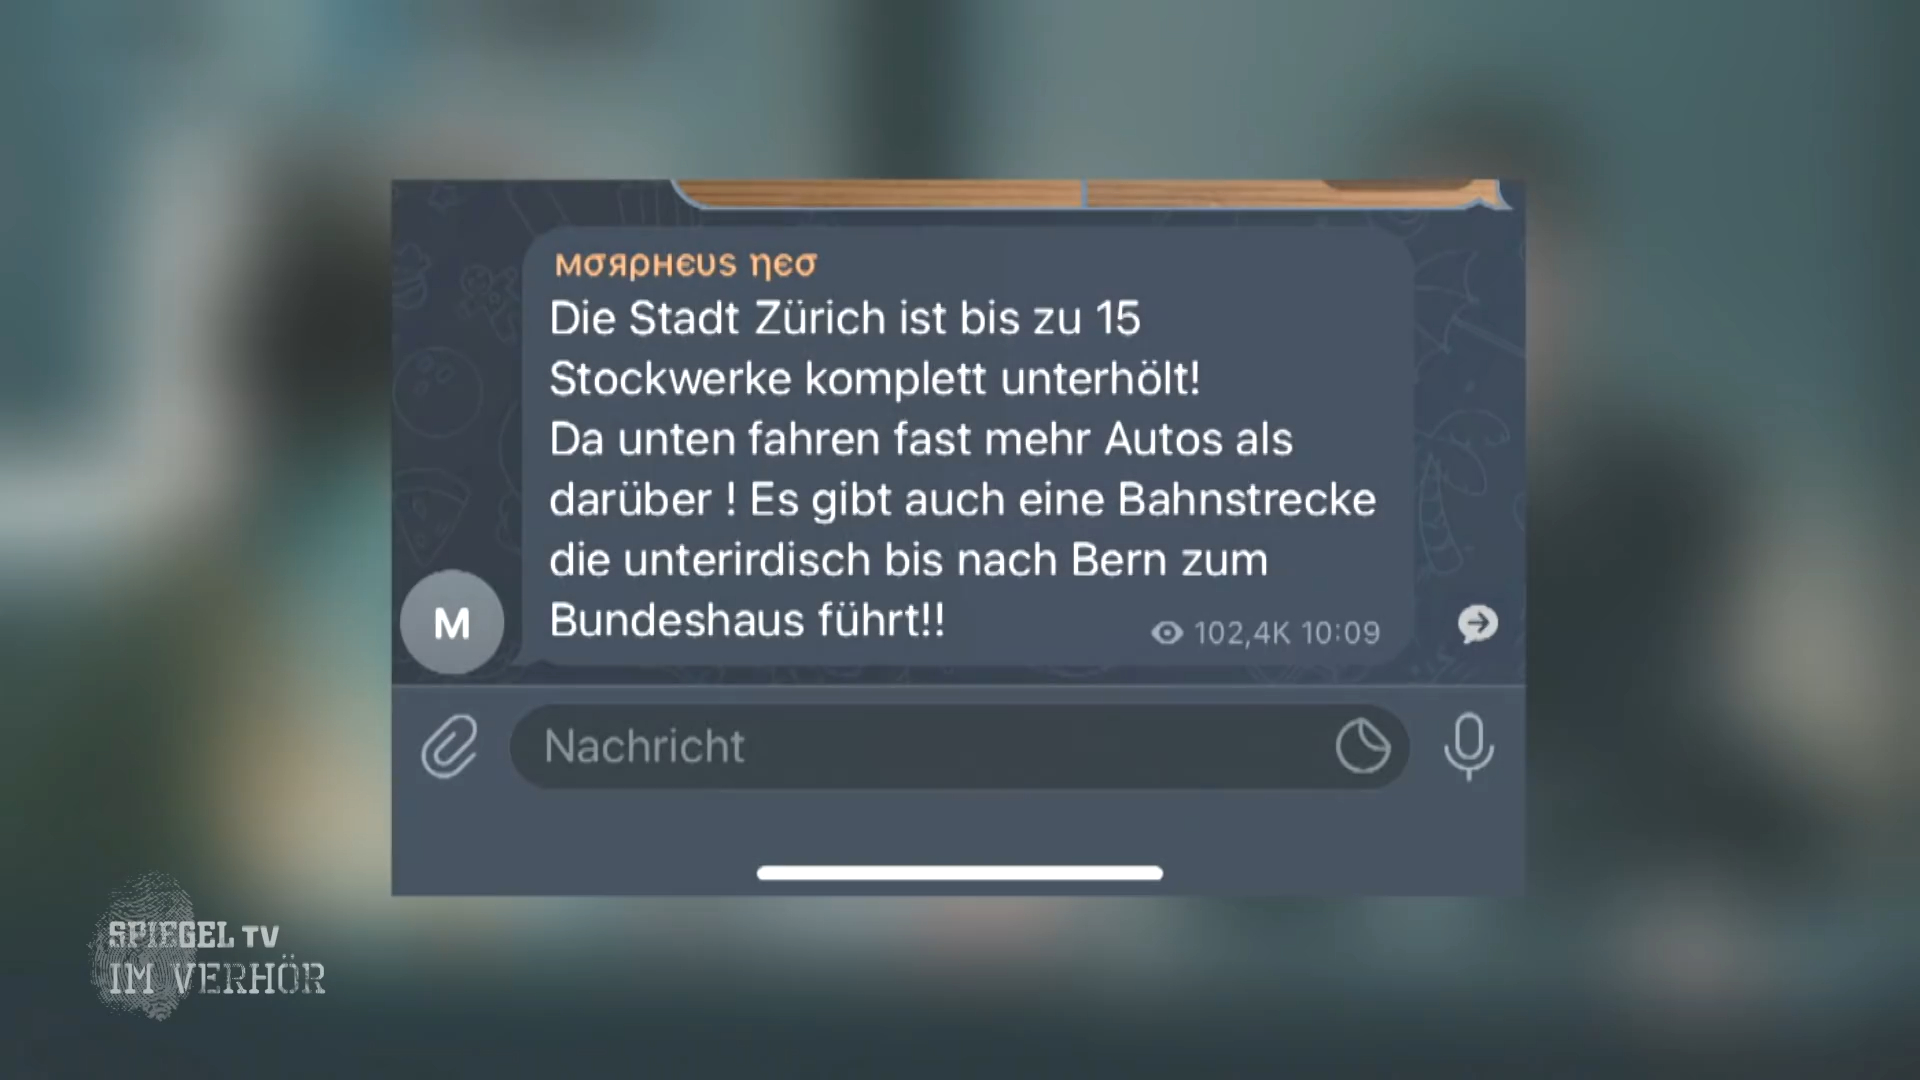 мσяρнєυѕ ηєσ
Die Stadt Zürich ist bis zu 15
Stockwerke komplett unterhölt!
Da unten fahren fast mehr Autos als
darüber ! Es gibt auch eine Bahnstrecke
die unterirdisch bis nach Bern zum
Bundeshaus führt!!
102,4K 10:09
M
Nachricht
SPIEGEL TV
IM VERHÖR